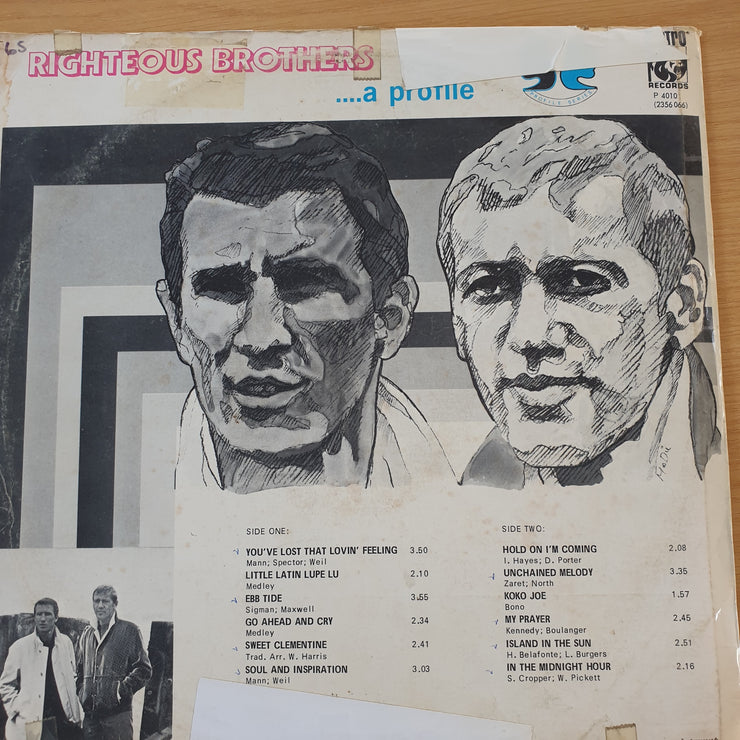 65
RIGHTEOUS BROTHERS
....a profile
PROFILE SERIES
RECORDS
P 4010
(2356 066)
SIDE ONE:
YOU'VE LOST THAT LOVIN' FEELING 3.50
Mann; Spector; Weil
LITTLE LATIN LUPE LU 2.10
Medley
EBB TIDE 3.55
Sigman; Maxwell
GO AHEAD AND CRY 2.34
Medley
SWEET CLEMENTINE 2.41
Trad. Arr. W. Harris
SOUL AND INSPIRATION 3.03
Mann; Weil
SIDE TWO:
HOLD ON I'M COMING 2.08
I. Hayes; D. Porter
UNCHAINED MELODY 3.35
Zaret; North
KOKO JOE 1.57
Bono
MY PRAYER 2.45
Kennedy; Boulanger
ISLAND IN THE SUN 2.51
H. Belafonte; L. Burgers
IN THE MIDNIGHT HOUR 2.16
S. Cropper; W. Pickett